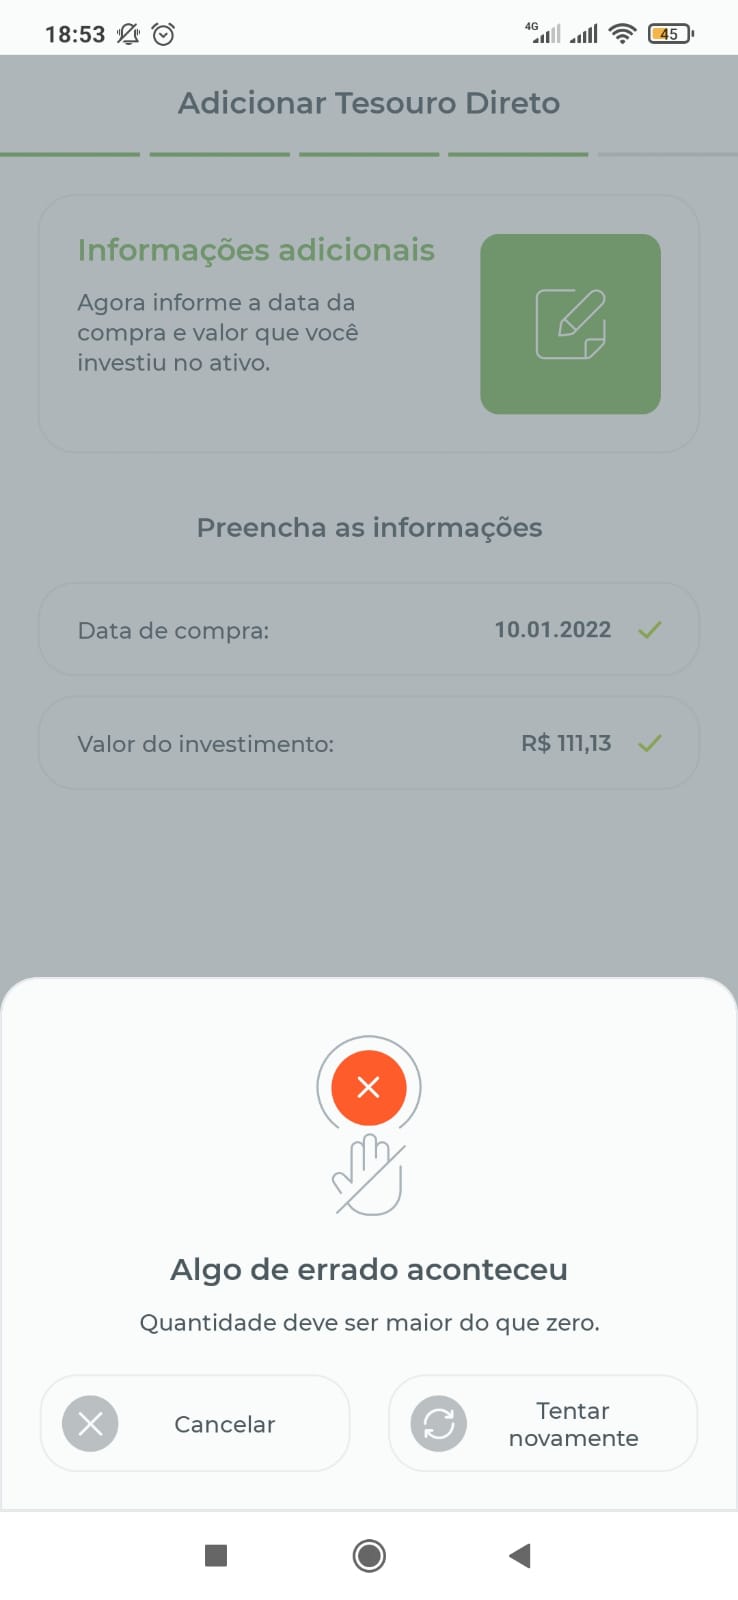 18:53
4G
45
Adicionar Tesouro Direto
Informações adicionais
Agora informe a data da
compra e valor que você
investiu no ativo.
Preencha as informações
Data de compra: 10.01.2022
Valor do investimento: R$ 111,13
Algo de errado aconteceu
Quantidade deve ser maior do que zero.
Cancelar
Tentar
novamente